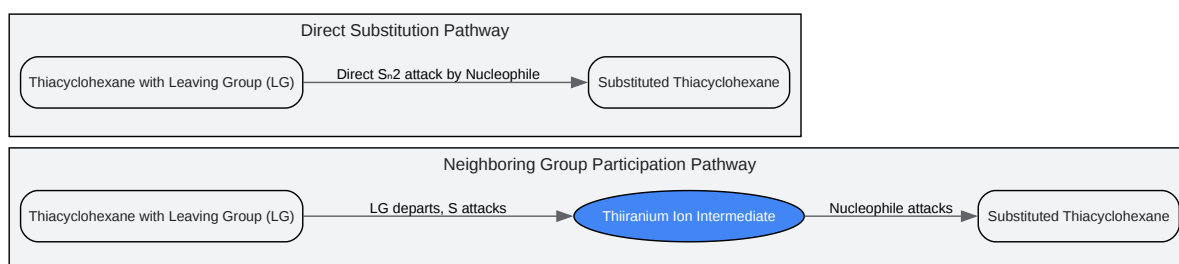 Direct Substitution Pathway
Thiacyclohexane with Leaving Group (LG)
Direct Sₙ2 attack by Nucleophile
Substituted Thiacyclohexane
Neighboring Group Participation Pathway
Thiacyclohexane with Leaving Group (LG)
LG departs, S attacks
Thiiranium Ion Intermediate
Nucleophile attacks
Substituted Thiacyclohexane